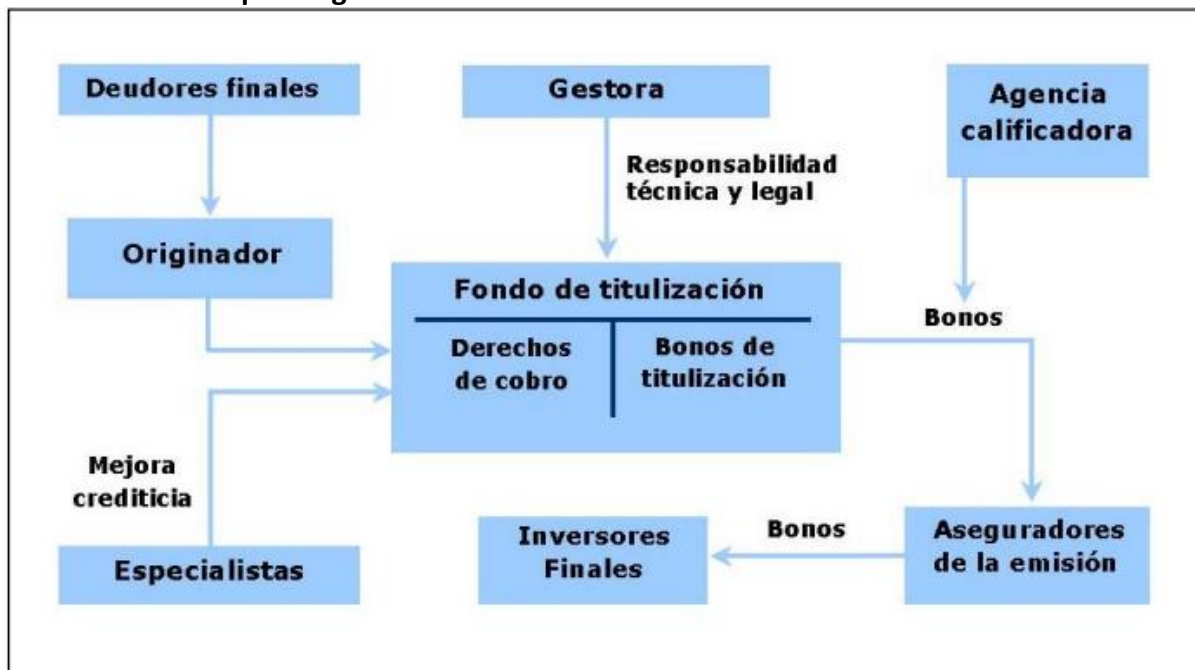 Deudores finales
Gestora
Agencia
calificadora
Responsabilidad
técnica y legal
Originador
Fondo de titulización
Bonos
Derechos
de cobro
Bonos de
titulización
Mejora
crediticia
Especialistas
Inversores
Finales
Bonos
Aseguradores
de la emisión